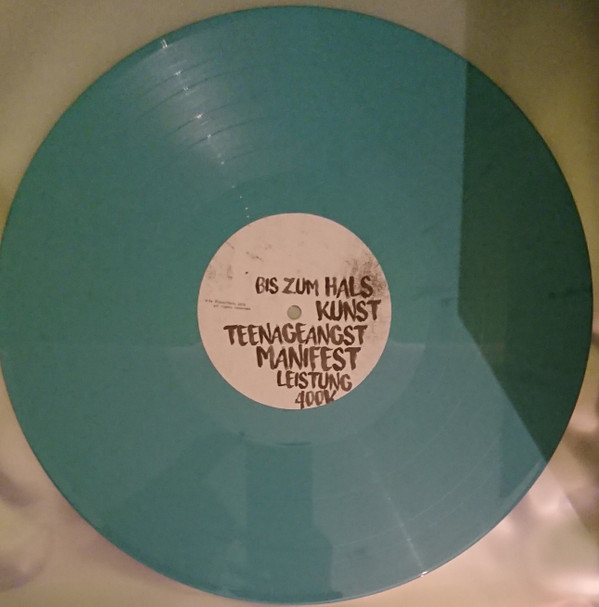 BIS ZUM HALS
KUNST
TEENAGEANGST
MANIFEST
LEISTUNG
400K